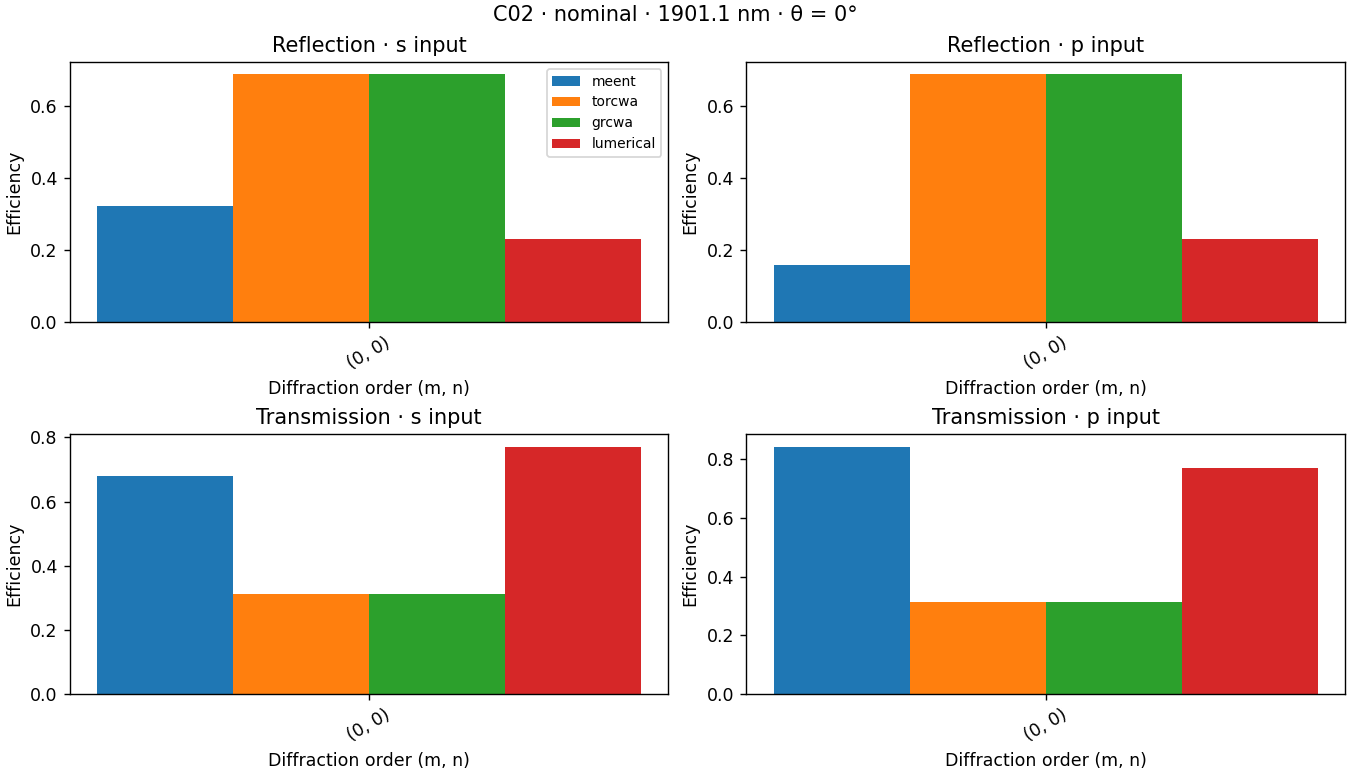 C02 · nominal · 1901.1 nm · θ = 0°
Reflection · s input
Efficiency
0.6
0.4
0.2
0.0
meent
torcwa
grcwa
lumerical
(0, 0)
Diffraction order (m, n)
Reflection · p input
Efficiency
0.6
0.4
0.2
0.0
(0, 0)
Diffraction order (m, n)
Transmission · s input
Efficiency
0.8
0.6
0.4
0.2
0.0
(0, 0)
Diffraction order (m, n)
Transmission · p input
Efficiency
0.8
0.6
0.4
0.2
0.0
(0, 0)
Diffraction order (m, n)